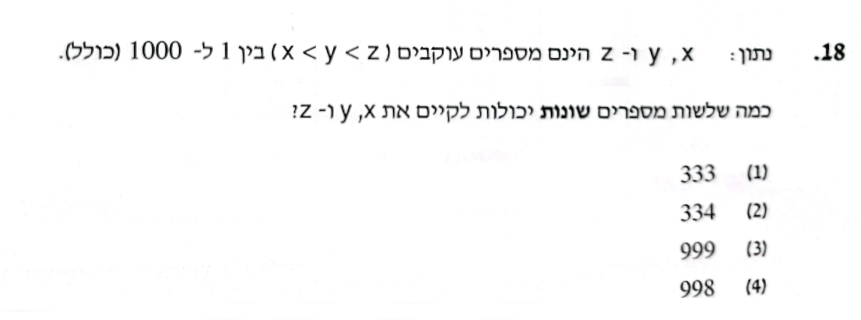 18. נתון: x, y ו- z הינם מספרים עוקבים (x < y < z) בין 1 ל- 1000 (כולל).
כמה שלשות מספרים שונות יכולות לקיים את x, y ו- z?
(1) 333
(2) 334
(3) 999
(4) 998